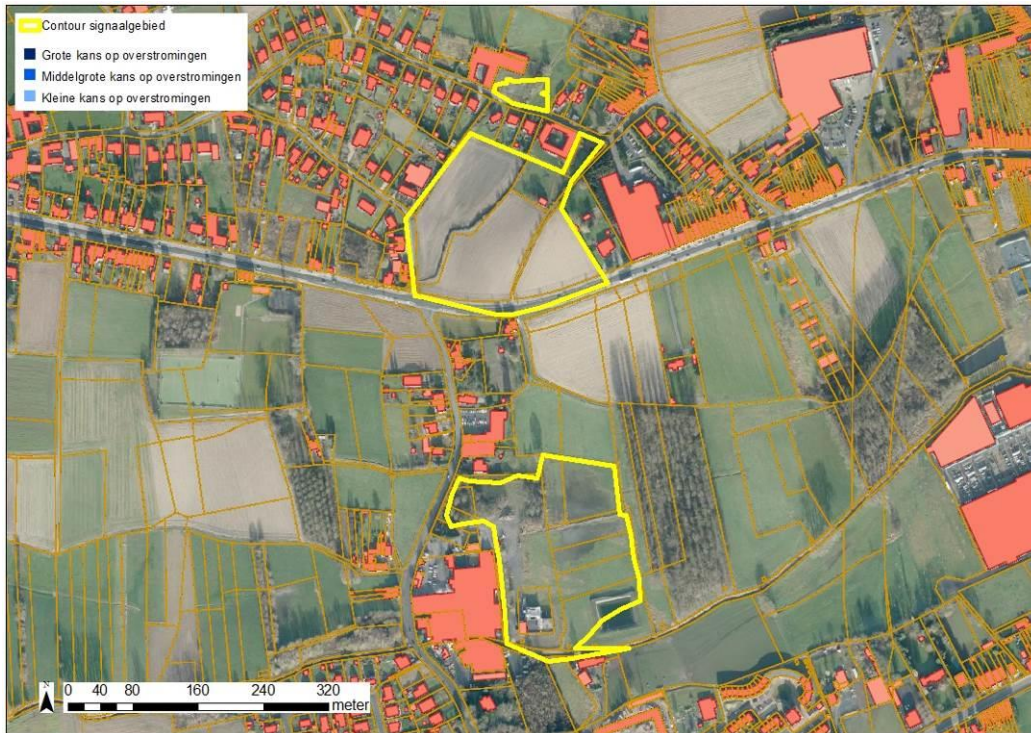 Contour signaalgebied
Grote kans op overstromingen
Middelgrote kans op overstromingen
Kleine kans op overstromingen
N
0 40 80 160 240 320
meter